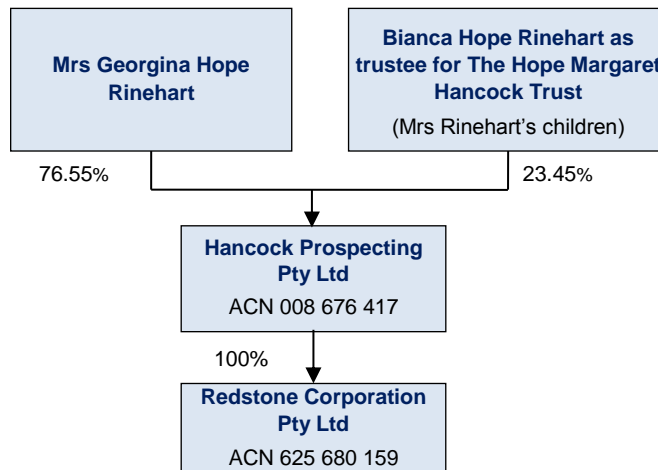 Mrs Georgina Hope
Rinehart
Bianca Hope Rinehart as
trustee for The Hope Margaret
Hancock Trust
(Mrs Rinehart's children)
76.55%
23.45%
Hancock Prospecting
Pty Ltd
ACN 008 676 417
100%
Redstone Corporation
Pty Ltd
ACN 625 680 159